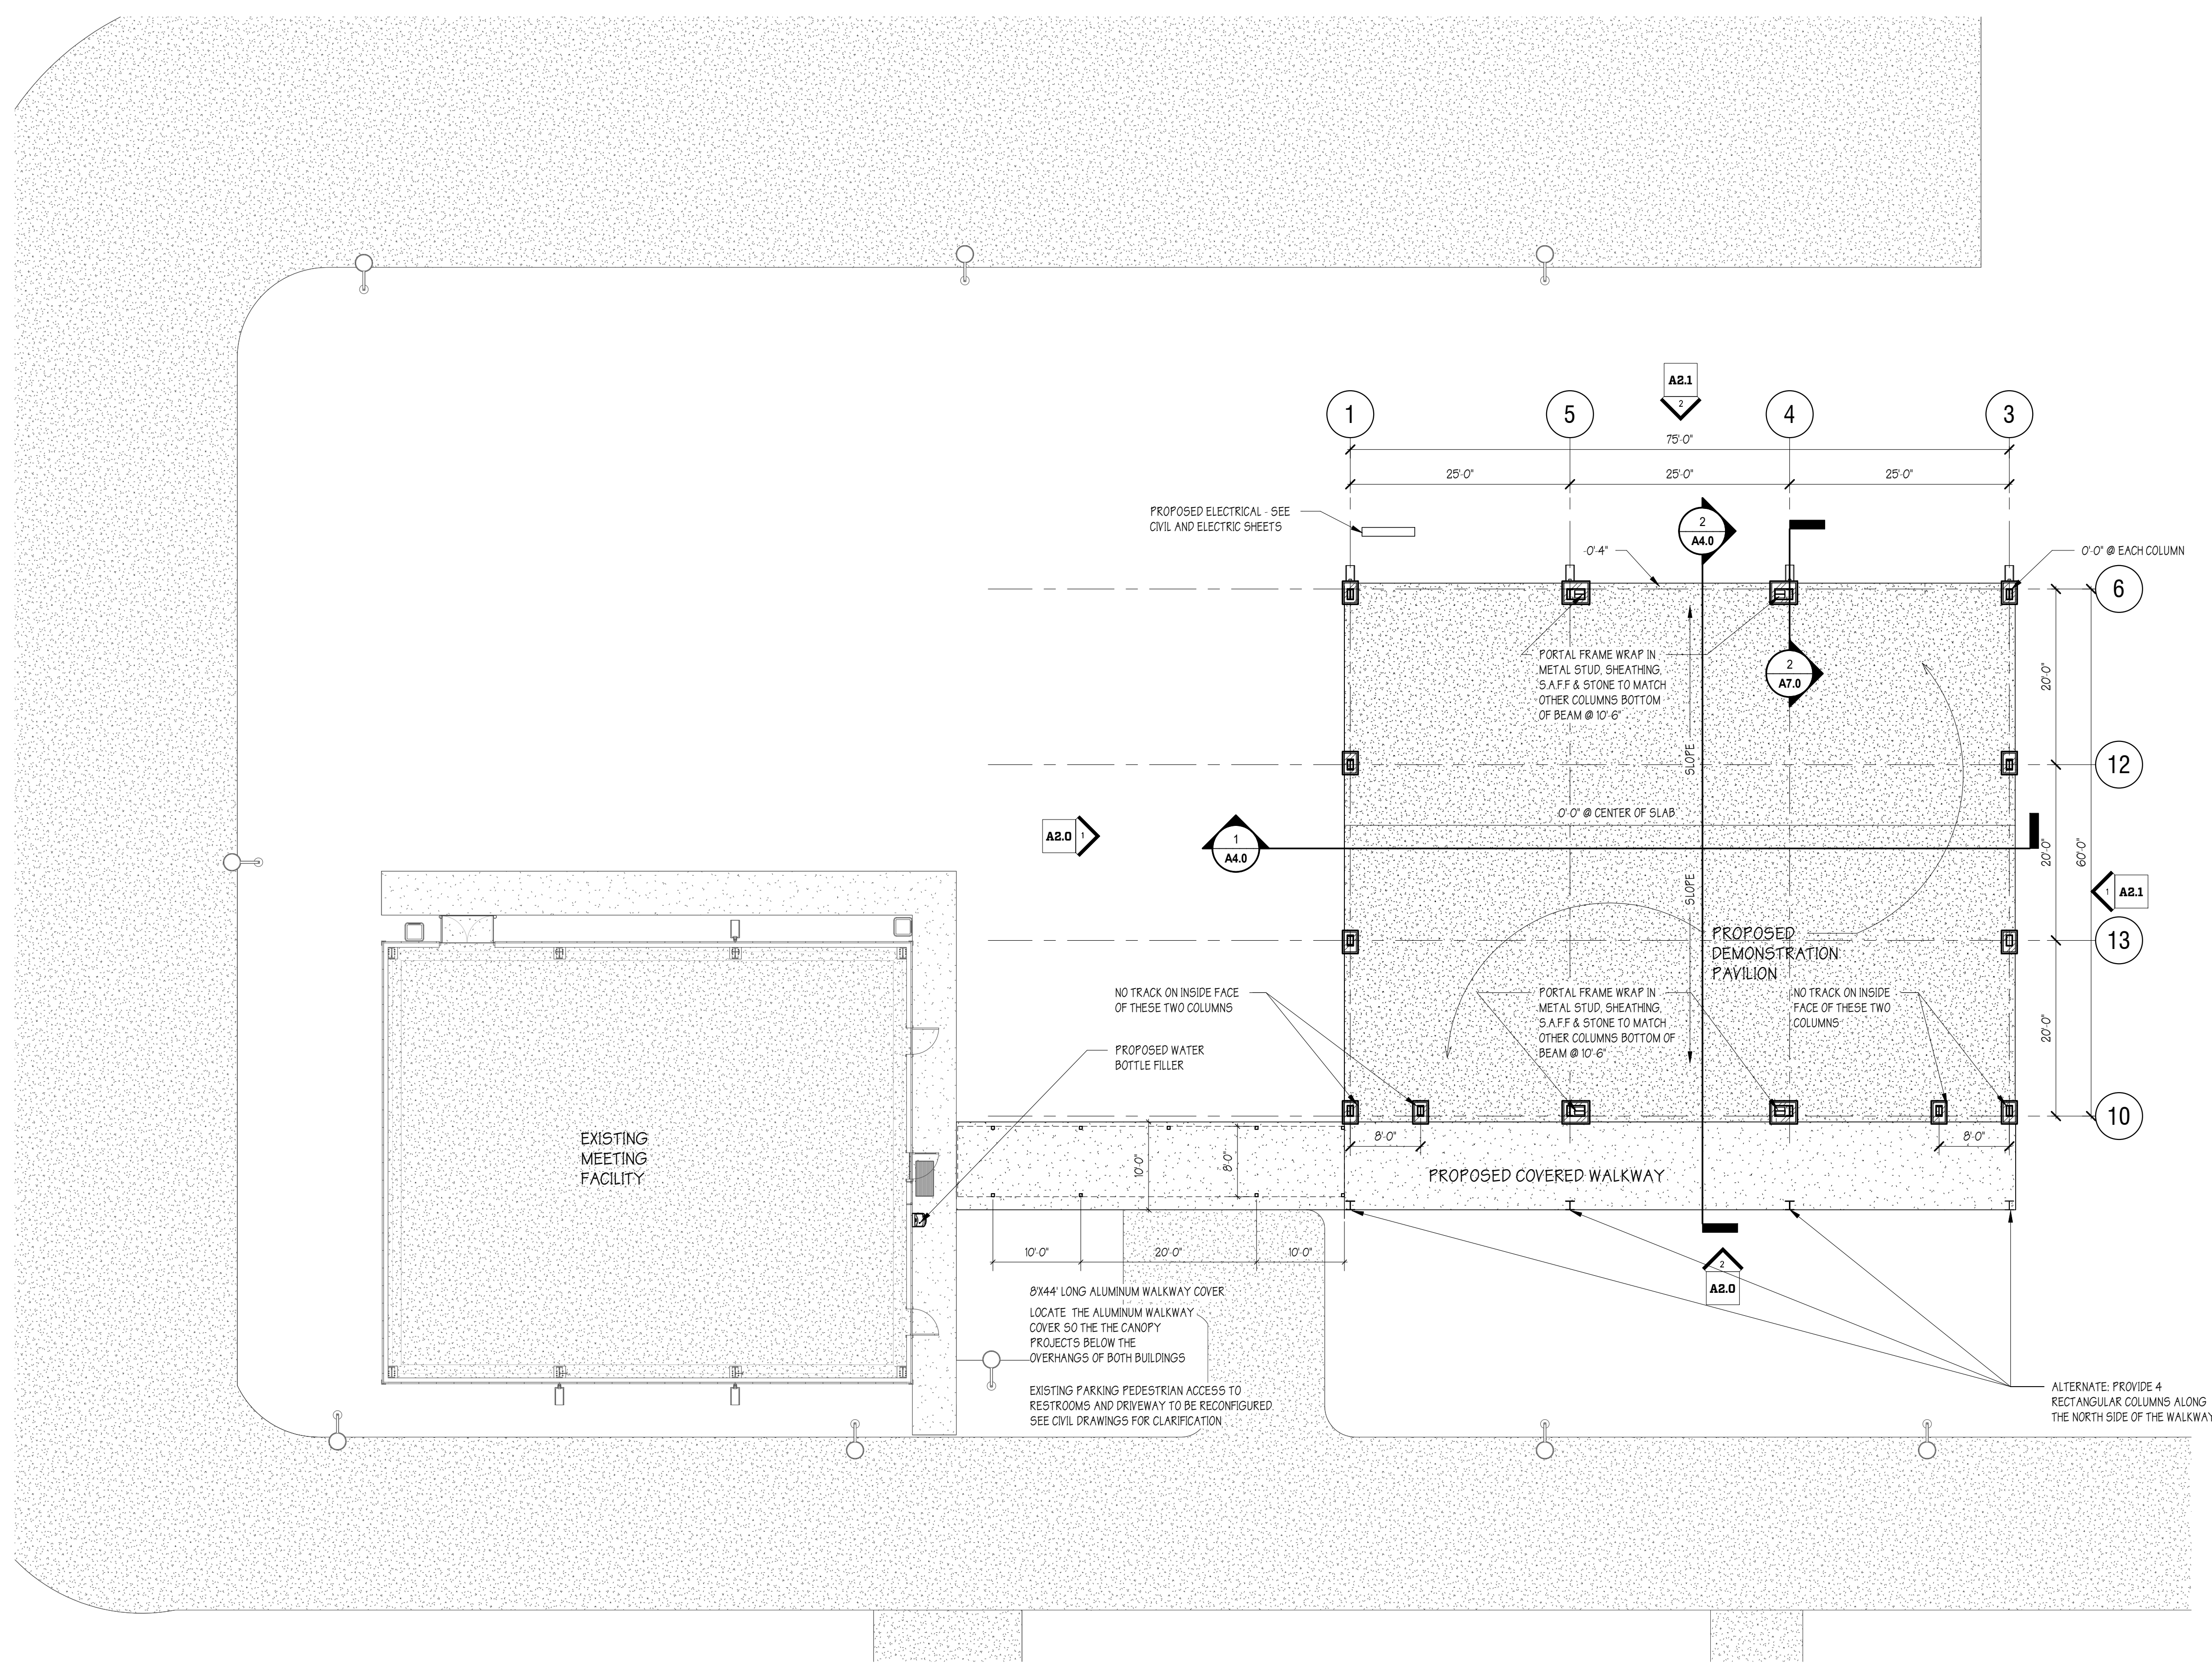 A2.1
2
1
5
4
3
75'-0"
25'-0"
25'-0"
25'-0"
PROPOSED ELECTRICAL - SEE
CIVIL AND ELECTRIC SHEETS
2
A4.0
-0'-4"
0'-0" @ EACH COLUMN
6
PORTAL FRAME WRAP IN
METAL STUD, SHEATHING,
S.A.F.F & STONE TO MATCH
OTHER COLUMNS BOTTOM
OF BEAM @ 10'-6"
2
A7.0
20'-0"
SLOPE
12
0'-0" @ CENTER OF SLAB
A2.0
1
1
A4.0
20'-0"
60'-0"
SLOPE
1
A2.1
PROPOSED
DEMONSTRATION
PAVILION
13
NO TRACK ON INSIDE FACE
OF THESE TWO COLUMNS
PORTAL FRAME WRAP IN
METAL STUD, SHEATHING,
S.A.F.F & STONE TO MATCH
OTHER COLUMNS BOTTOM OF
BEAM @ 10'-6"
NO TRACK ON INSIDE
FACE OF THESE TWO
COLUMNS
20'-0"
PROPOSED WATER
BOTTLE FILLER
10
EXISTING
MEETING
FACILITY
10'-0"
8'-0"
8'-0"
8'-0"
PROPOSED COVERED WALKWAY
10'-0"
20'-0"
10'-0"
2
A2.0
8'X44' LONG ALUMINUM WALKWAY COVER
LOCATE THE ALUMINUM WALKWAY
COVER SO THE THE CANOPY
PROJECTS BELOW THE
OVERHANGS OF BOTH BUILDINGS
EXISTING PARKING PEDESTRIAN ACCESS TO
RESTROOMS AND DRIVEWAY TO BE RECONFIGURED.
SEE CIVIL DRAWINGS FOR CLARIFICATION
ALTERNATE: PROVIDE 4
RECTANGULAR COLUMNS ALONG
THE NORTH SIDE OF THE WALKWAY